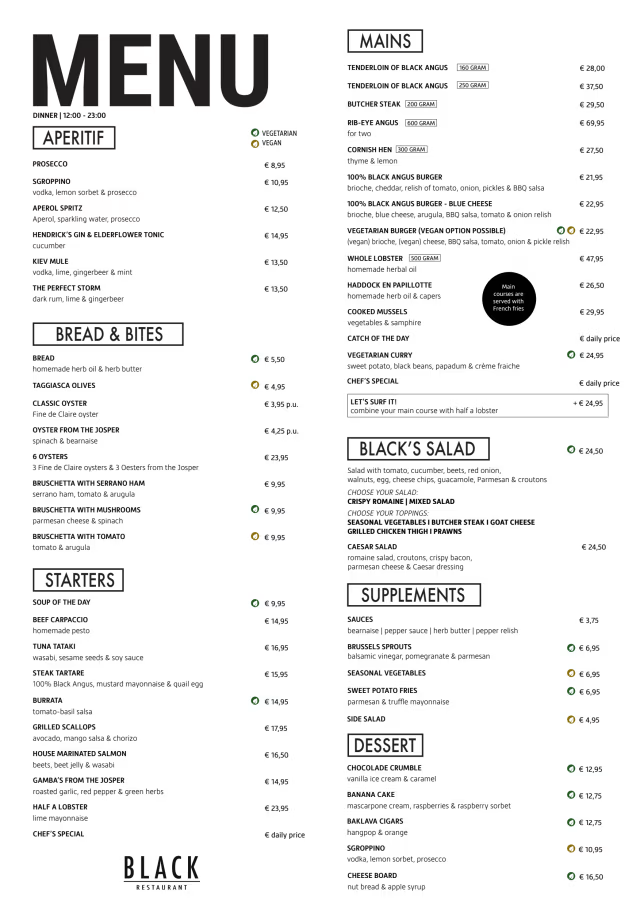 MENU
DINNER | 12:00 - 23:00
APERITIF
VEGETARIAN
VEGAN
PROSECCO € 8,95
SGROPPINO € 10,95
vodka, lemon sorbet & prosecco
APEROL SPRITZ € 12,50
Aperol, sparkling water, prosecco
HENDRICK'S GIN & ELDERFLOWER TONIC € 14,95
cucumber
KIEV MULE € 13,50
vodka, lime, gingerbeer & mint
THE PERFECT STORM € 13,50
dark rum, lime & gingerbeer
BREAD & BITES
BREAD € 5,50
homemade herb oil & herb butter
TAGGIASCA OLIVES € 4,95
CLASSIC OYSTER € 3,95 p.u.
Fine de Claire oyster
OYSTER FROM THE JOSPER € 4,25 p.u.
spinach & bearnaise
6 OYSTERS € 23,95
3 Fine de Claire oysters & 3 Oesters from the Josper
BRUSCHETTA WITH SERRANO HAM € 9,95
serrano ham, tomato & arugula
BRUSCHETTA WITH MUSHROOMS € 9,95
parmesan cheese & spinach
BRUSCHETTA WITH TOMATO € 9,95
tomato & arugula
STARTERS
SOUP OF THE DAY € 9,95
BEEF CARPACCIO € 14,95
homemade pesto
TUNA TATAKI € 16,95
wasabi, sesame seeds & soy sauce
STEAK TARTARE € 15,95
100% Black Angus, mustard mayonnaise & quail egg
BURRATA € 14,95
tomato-basil salsa
GRILLED SCALLOPS € 17,95
avocado, mango salsa & chorizo
HOUSE MARINATED SALMON € 16,50
beets, beet jelly & wasabi
GAMBA'S FROM THE JOSPER € 14,95
roasted garlic, red pepper & green herbs
HALF A LOBSTER € 23,95
lime mayonnaise
CHEF'S SPECIAL € daily price
BLACK
RESTAURANT
MAINS
TENDERLOIN OF BLACK ANGUS 160 GRAM € 28,00
TENDERLOIN OF BLACK ANGUS 250 GRAM € 37,50
BUTCHER STEAK 200 GRAM € 29,50
RIB-EYE ANGUS 600 GRAM € 69,95
for two
CORNISH HEN 300 GRAM € 27,50
thyme & lemon
100% BLACK ANGUS BURGER € 21,95
brioche, cheddar, relish of tomato, onion, pickles & BBQ salsa
100% BLACK ANGUS BURGER - BLUE CHEESE € 22,95
brioche, blue cheese, arugula, BBQ salsa, tomato & onion relish
VEGETARIAN BURGER (VEGAN OPTION POSSIBLE) € 22,95
(vegan) brioche, (vegan) cheese, BBQ salsa, tomato, onion & pickle relish
WHOLE LOBSTER 500 GRAM € 47,95
homemade herbal oil
HADDOCK EN PAPILLOTTE € 26,50
homemade herb oil & capers
COOKED MUSSELS € 29,95
vegetables & samphire
Main
courses are
served with
French fries
CATCH OF THE DAY € daily price
VEGETARIAN CURRY € 24,95
sweet potato, black beans, papadum & crème fraiche
CHEF'S SPECIAL € daily price
LET'S SURF IT! + € 24,95
combine your main course with half a lobster
BLACK'S SALAD € 24,50
Salad with tomato, cucumber, beets, red onion,
walnuts, egg, cheese chips, guacamole, Parmesan & croutons
CHOOSE YOUR SALAD:
CRISPY ROMAINE | MIXED SALAD
CHOOSE YOUR TOPPINGS:
SEASONAL VEGETABLES I BUTCHER STEAK I GOAT CHEESE
GRILLED CHICKEN THIGH I PRAWNS
CAESAR SALAD € 24,50
romaine salad, croutons, crispy bacon,
parmesan cheese & Caesar dressing
SUPPLEMENTS
SAUCES € 3,75
bearnaise | pepper sauce | herb butter | pepper relish
BRUSSELS SPROUTS € 6,95
balsamic vinegar, pomegranate & parmesan
SEASONAL VEGETABLES € 6,95
SWEET POTATO FRIES € 6,95
parmesan & truffle mayonnaise
SIDE SALAD € 4,95
DESSERT
CHOCOLADE CRUMBLE € 12,95
vanilla ice cream & caramel
BANANA CAKE € 12,75
mascarpone cream, raspberries & raspberry sorbet
BAKLAVA CIGARS € 12,75
hangpop & orange
SGROPPINO € 10,95
vodka, lemon sorbet, prosecco
CHEESE BOARD € 16,50
nut bread & apple syrup